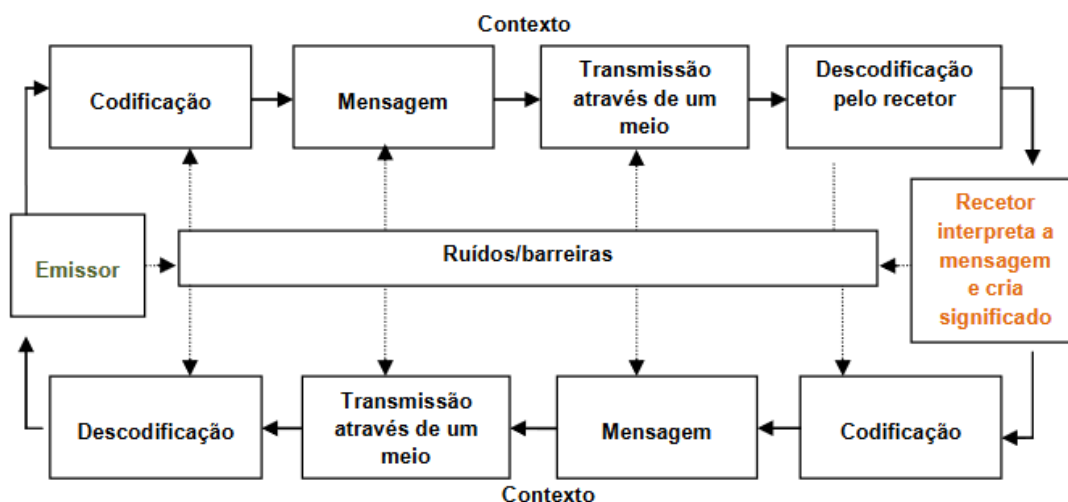 Contexto
Codificação
Mensagem
Transmissão
através de um
meio
Descodificação
pelo recetor
Emissor
Ruídos/barreiras
Recetor
interpreta a
mensagem
e cria
significado
Descodificação
Transmissão
através de um
meio
Mensagem
Codificação
Contexto